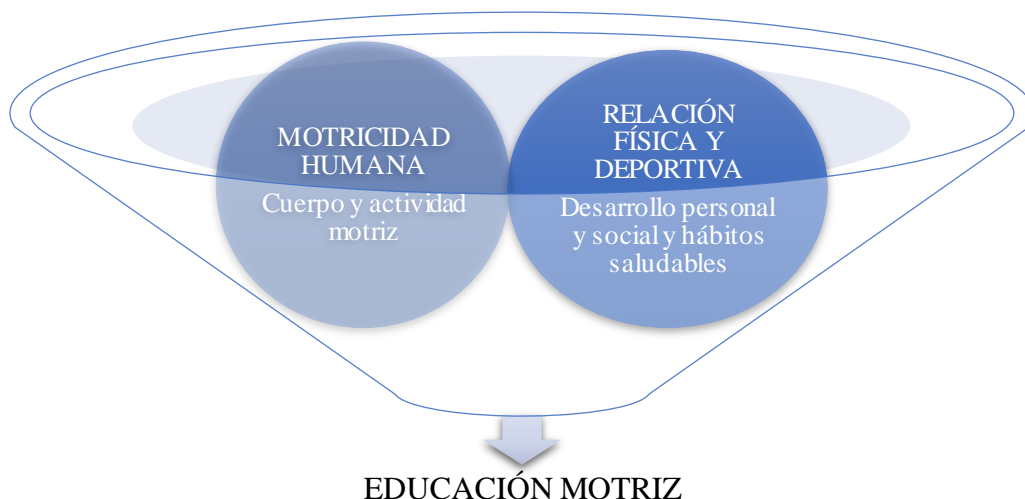 MOTRICIDAD
HUMANA
Cuerpo y actividad
motriz
RELACIÓN
FÍSICA Y
DEPORTIVA
Desarrollo personal
y social y hábitos
saludables
EDUCACIÓN MOTRIZ